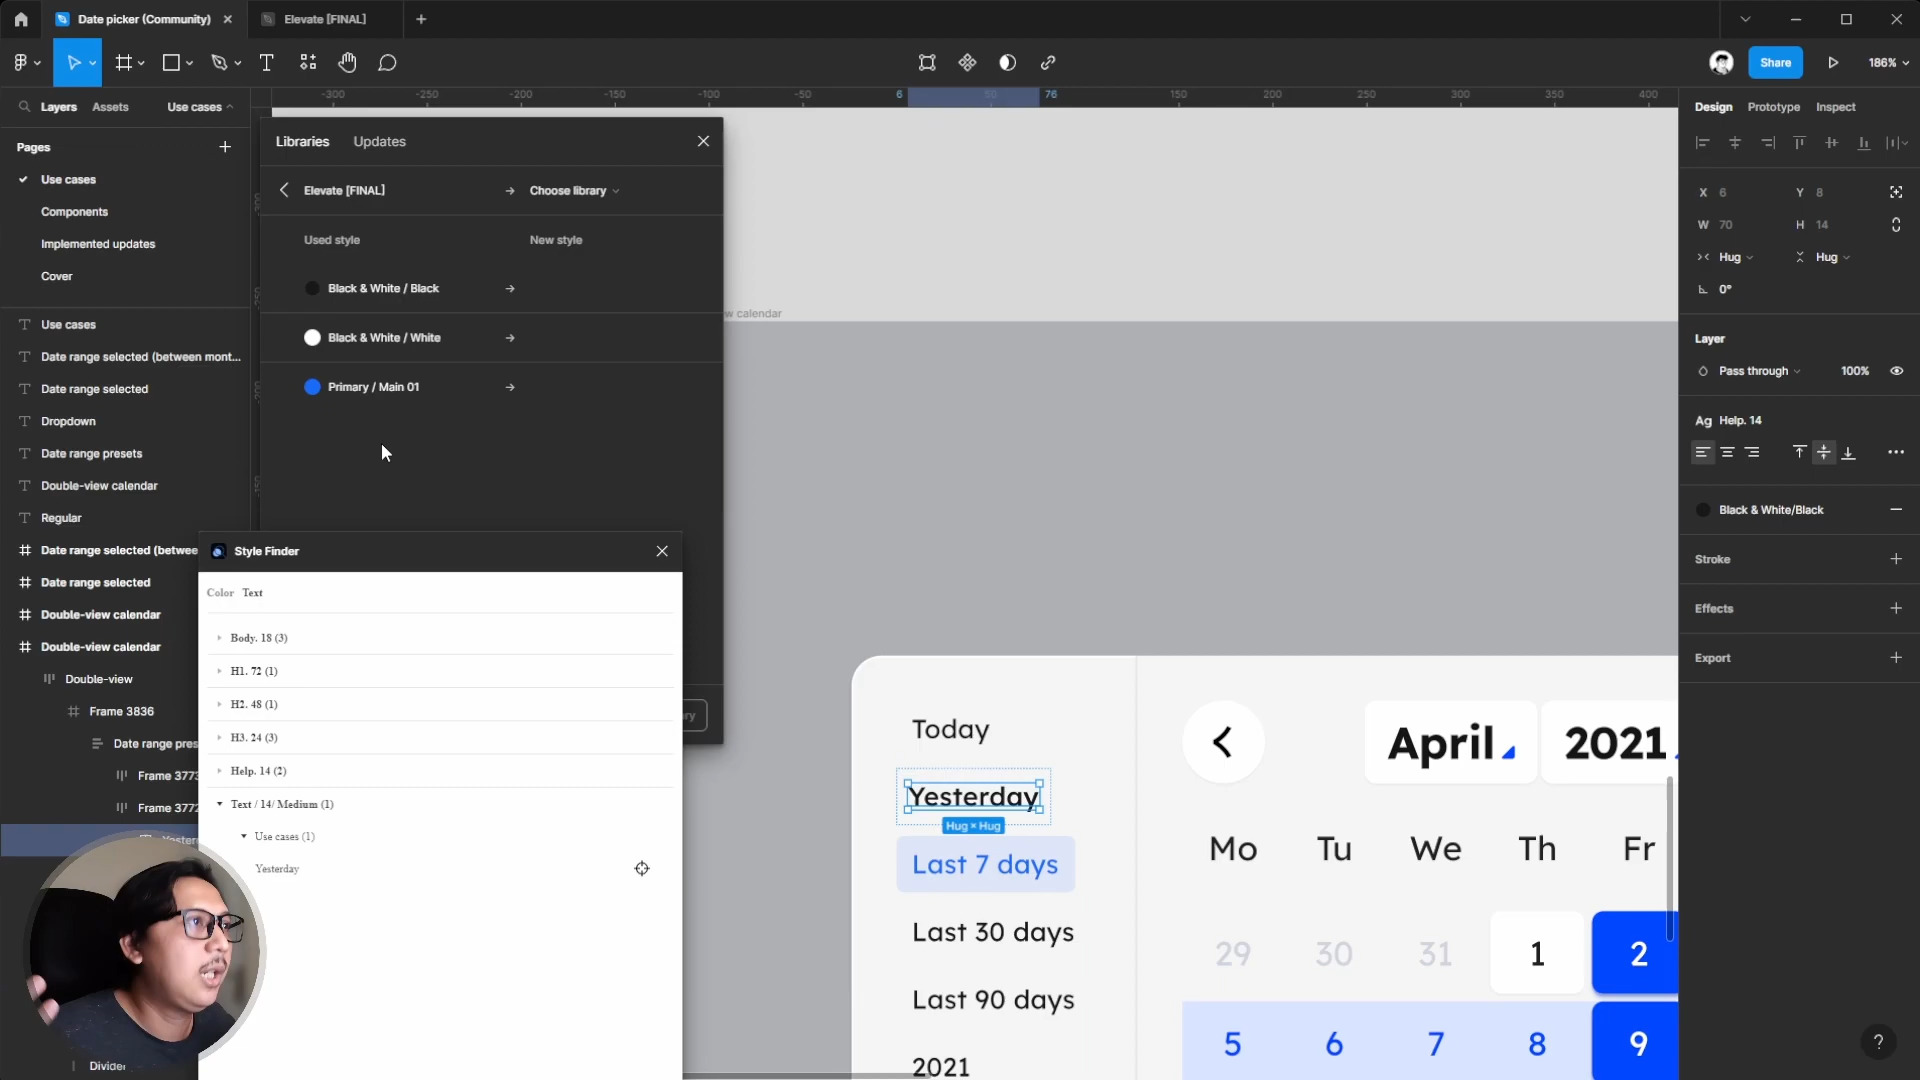 Date picker (Community)
Elevate [FINAL]
Share
186%
Layers
Assets
Use cases
-300
-250
-200
-150
-100
-50
6
50
76
150
200
250
300
350
400
Design
Prototype
Inspect
Pages
Use cases
Components
Implemented updates
Cover
Use cases
Date range selected (between mont...
Date range selected
Dropdown
Date range presets
Double-view calendar
Regular
Date range selected (betwee
Date range selected
Double-view calendar
Double-view calendar
Double-view
Frame 3836
Date range pres
Frame 3773
Frame 3772
Divider
Libraries
Updates
Elevate [FINAL]
Choose library
Used style
New style
Black & White / Black
Black & White / White
Primary / Main 01
Style Finder
Color Text
Body. 18 (3)
H1. 72 (1)
H2. 48 (1)
H3. 24 (3)
Help. 14 (2)
Text / 14/ Medium (1)
Use cases (1)
Yesterday
w calendar
Today
Yesterday
Hug × Hug
Last 7 days
Last 30 days
Last 90 days
2021
April
2021
Mo Tu We Th Fr
29 30 31 1 2
5 6 7 8 9
X 6 Y 8
W 70 H 14
Hug Hug
0°
Layer
Pass through 100%
Ag Help. 14
Black & White/Black
Stroke
Effects
Export
?